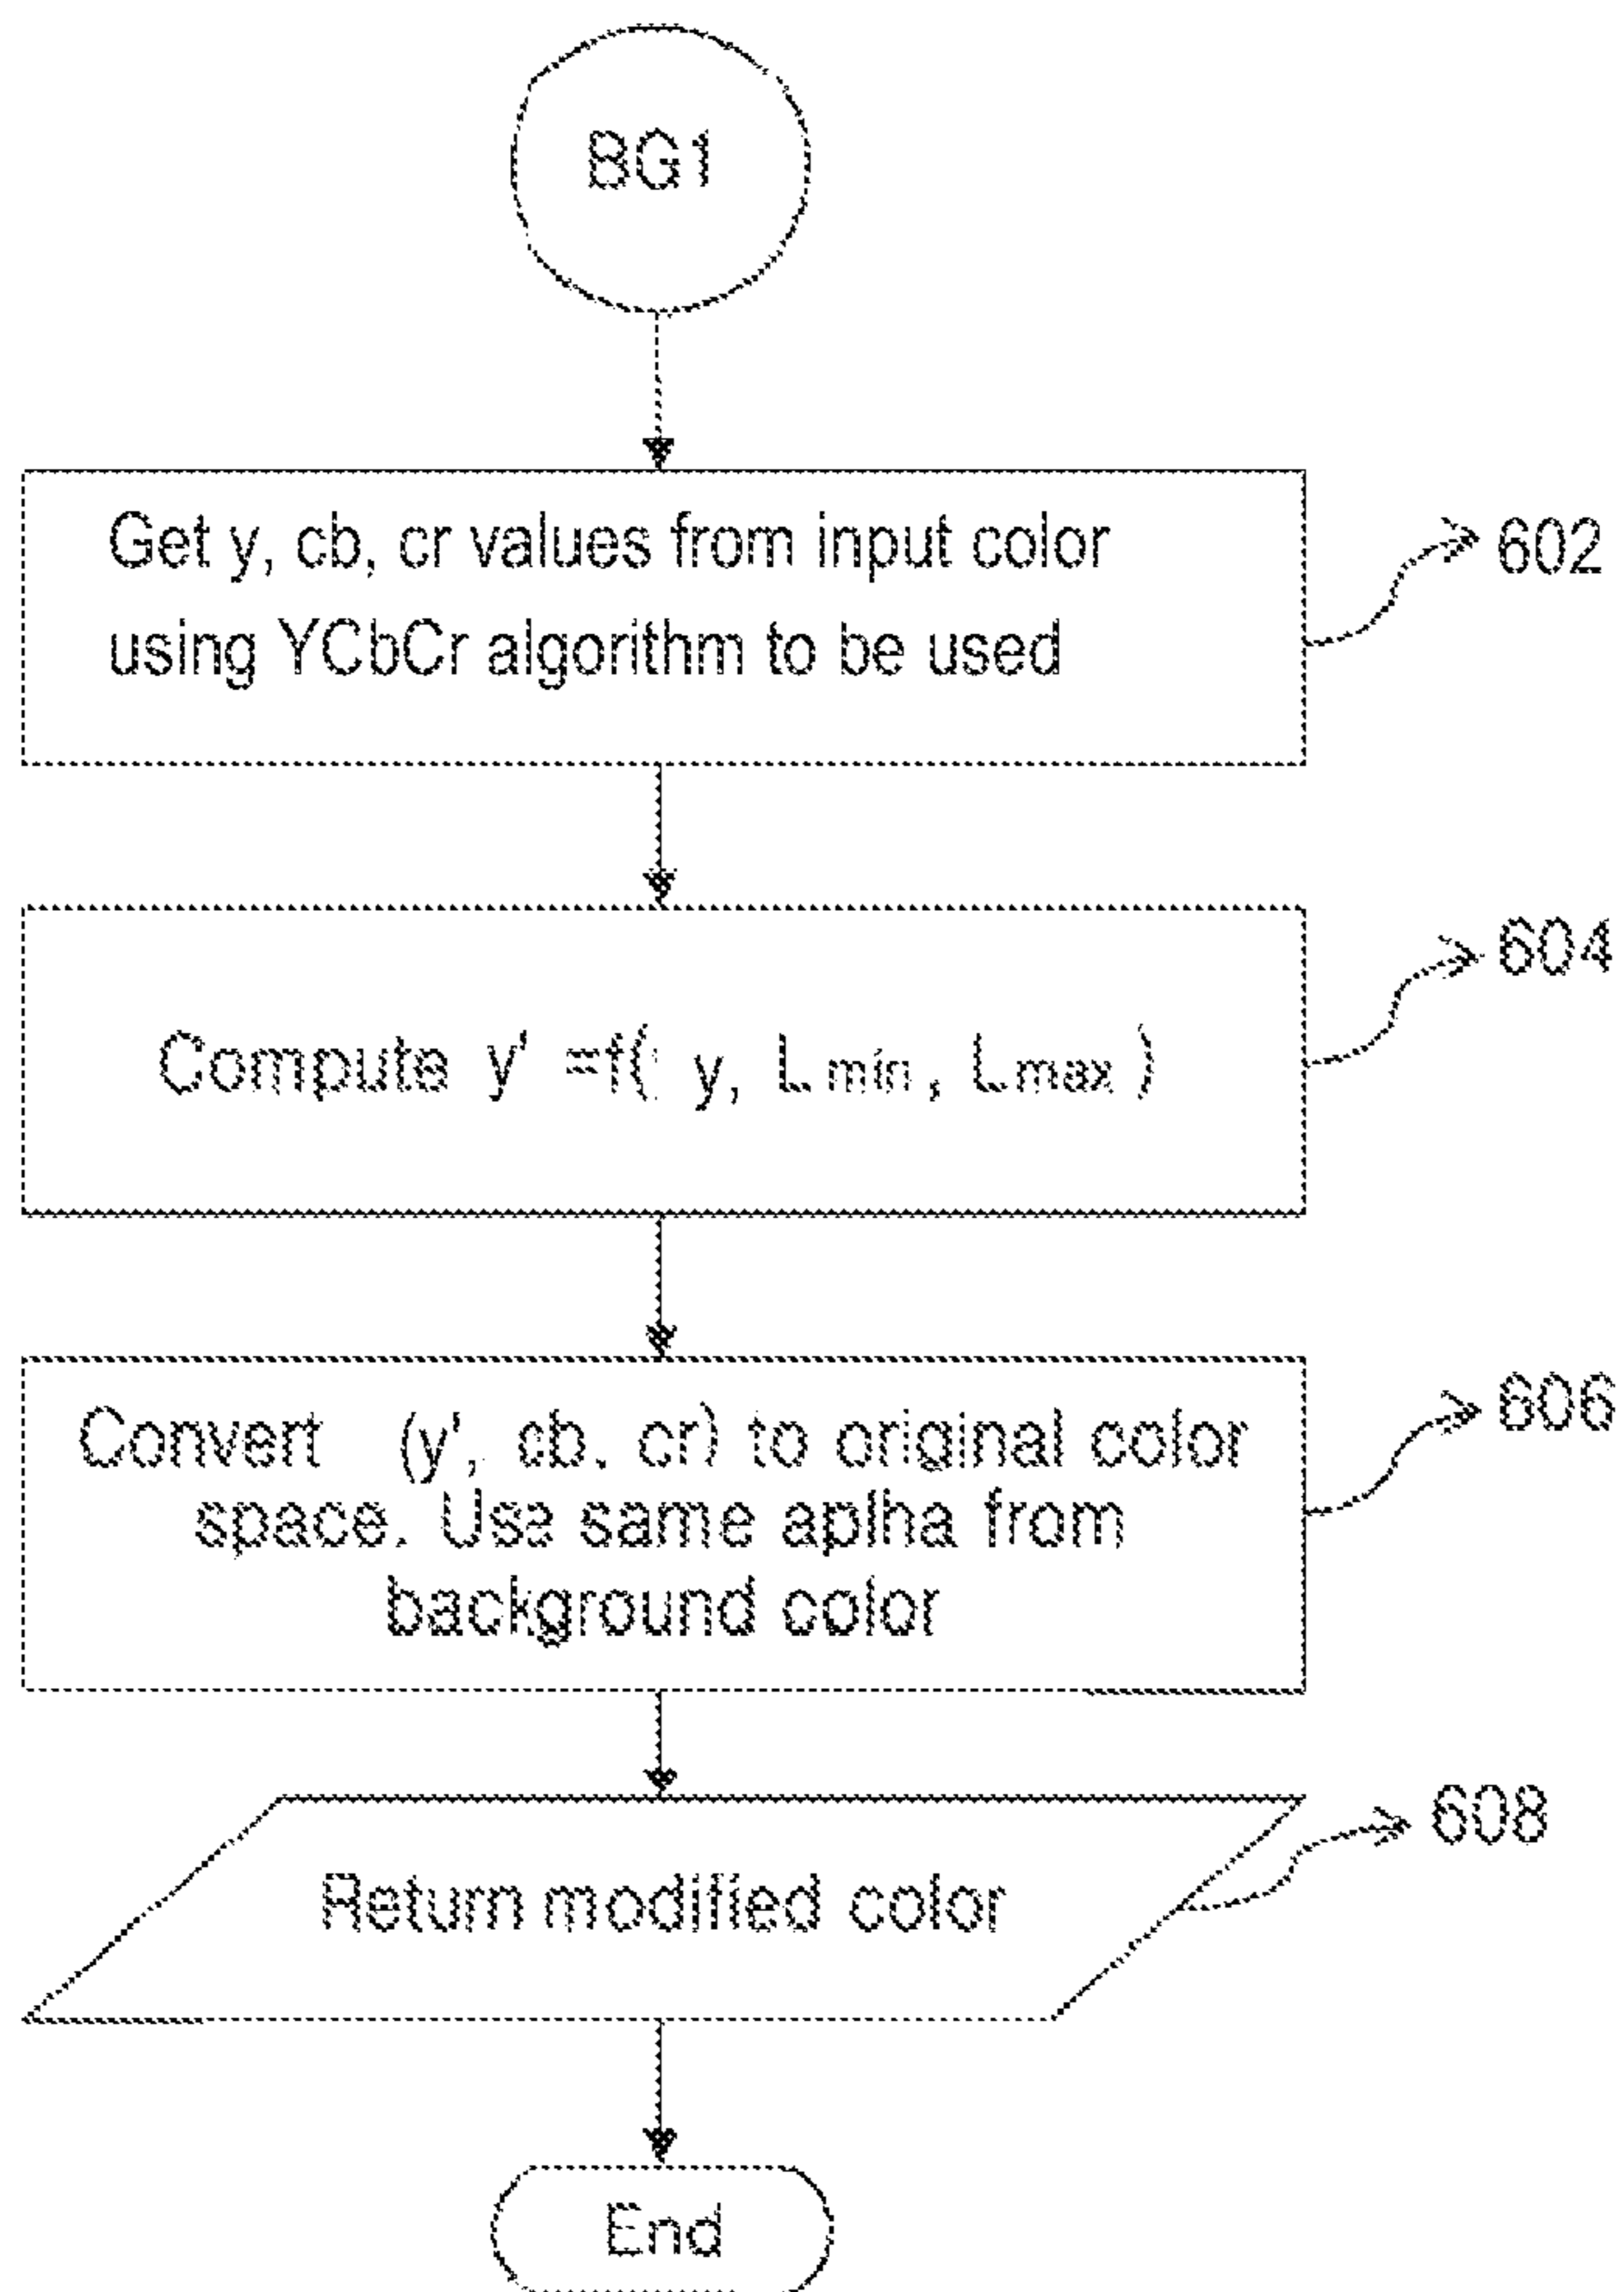 BG1
Get y, cb, cr values from input color
using YCbCr algorithm to be used
602
Compute y' =f( y, Lmin, Lmax )
604
Convert (y', cb, cr) to original color
space. Use same aplha from
background color
606
Return modified color
608
End